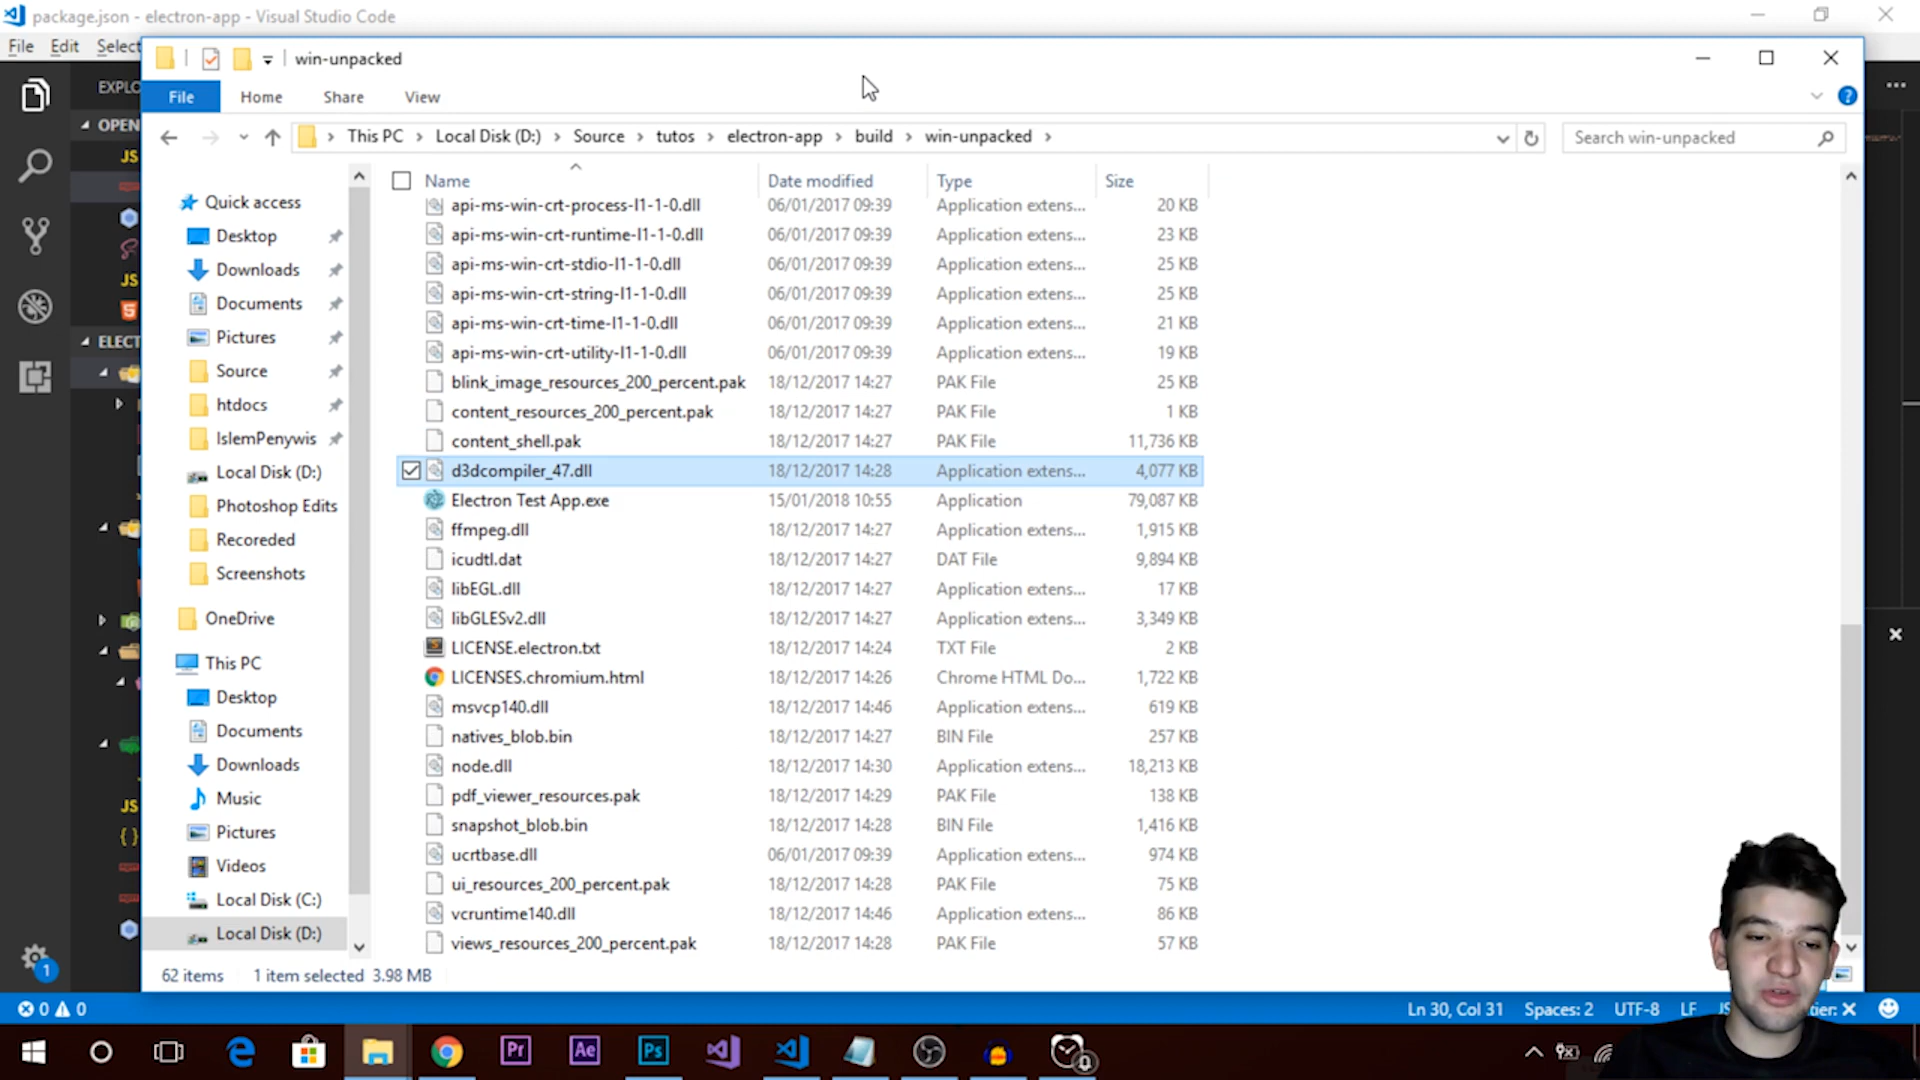 package.json - electron-app - Visual Studio Code
File Edit Select
win-unpacked
EXPLO
File Home Share View
OPEN
This PC Local Disk (D:) Source tutos electron-app build win-unpacked
Search win-unpacked
JS
Name Date modified Type Size
Quick access
Desktop
Downloads
Documents
Pictures
Source
htdocs
IslemPenywis
Local Disk (D:)
Photoshop Edits
Recoreded
Screenshots
OneDrive
This PC
Desktop
Documents
Downloads
Music
Pictures
Videos
Local Disk (C:)
Local Disk (D:)
JS
ELECT
JS
api-ms-win-crt-process-l1-1-0.dll 06/01/2017 09:39 Application extens... 20 KB
api-ms-win-crt-runtime-l1-1-0.dll 06/01/2017 09:39 Application extens... 23 KB
api-ms-win-crt-stdio-l1-1-0.dll 06/01/2017 09:39 Application extens... 25 KB
api-ms-win-crt-string-l1-1-0.dll 06/01/2017 09:39 Application extens... 25 KB
api-ms-win-crt-time-l1-1-0.dll 06/01/2017 09:39 Application extens... 21 KB
api-ms-win-crt-utility-l1-1-0.dll 06/01/2017 09:39 Application extens... 19 KB
blink_image_resources_200_percent.pak 18/12/2017 14:27 PAK File 25 KB
content_resources_200_percent.pak 18/12/2017 14:27 PAK File 1 KB
content_shell.pak 18/12/2017 14:27 PAK File 11,736 KB
d3dcompiler_47.dll 18/12/2017 14:28 Application extens... 4,077 KB
Electron Test App.exe 15/01/2018 10:55 Application 79,087 KB
ffmpeg.dll 18/12/2017 14:27 Application extens... 1,915 KB
icudtl.dat 18/12/2017 14:27 DAT File 9,894 KB
libEGL.dll 18/12/2017 14:27 Application extens... 17 KB
libGLESv2.dll 18/12/2017 14:27 Application extens... 3,349 KB
LICENSE.electron.txt 18/12/2017 14:24 TXT File 2 KB
LICENSES.chromium.html 18/12/2017 14:26 Chrome HTML Do... 1,722 KB
msvcp140.dll 18/12/2017 14:46 Application extens... 619 KB
natives_blob.bin 18/12/2017 14:27 BIN File 257 KB
node.dll 18/12/2017 14:30 Application extens... 18,213 KB
pdf_viewer_resources.pak 18/12/2017 14:29 PAK File 138 KB
snapshot_blob.bin 18/12/2017 14:28 BIN File 1,416 KB
ucrtbase.dll 06/01/2017 09:39 Application extens... 974 KB
ui_resources_200_percent.pak 18/12/2017 14:28 PAK File 75 KB
vcruntime140.dll 18/12/2017 14:46 Application extens... 86 KB
views_resources_200_percent.pak 18/12/2017 14:28 PAK File 57 KB
62 items 1 item selected 3.98 MB
1
0 0 Ln 30, Col 31 Spaces: 2 UTF-8 LF JS tier:
Pr Ae Ps